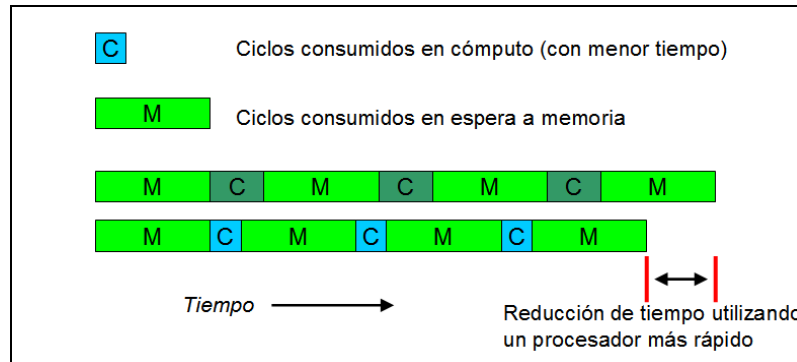 C Ciclos consumidos en cómputo (con menor tiempo)
M Ciclos consumidos en espera a memoria
M C M C M C M
M C M C M C M
Tiempo
Reducción de tiempo utilizando
un procesador más rápido